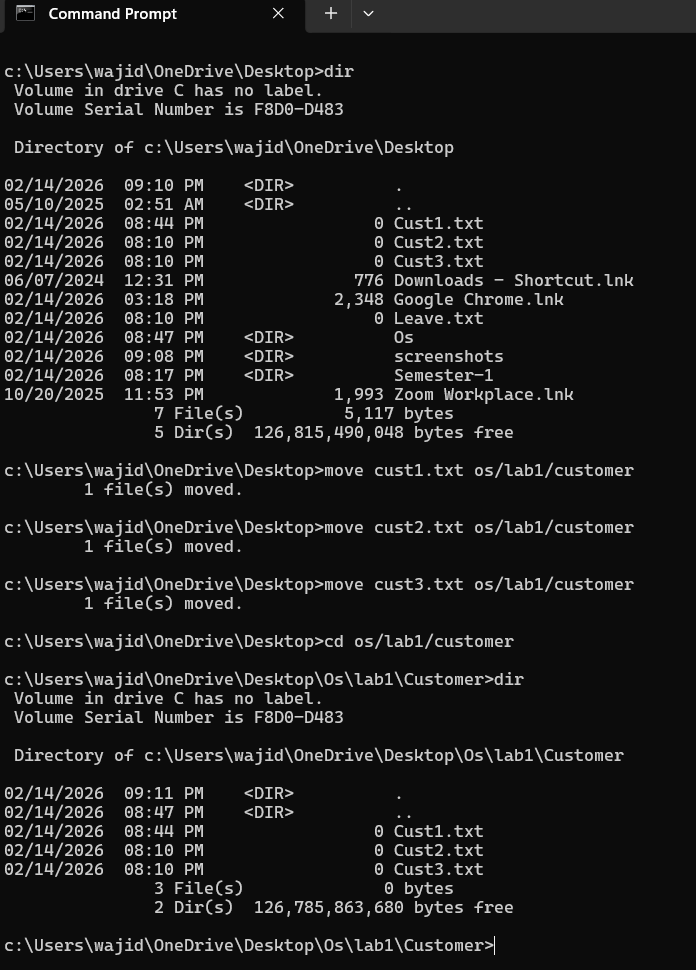 Command Prompt
c:\Users\wajid\OneDrive\Desktop>dir
 Volume in drive C has no label.
 Volume Serial Number is F8D0-D483
 Directory of c:\Users\wajid\OneDrive\Desktop
02/14/2026  09:10 PM    <DIR>          .
05/10/2025  02:51 AM    <DIR>          ..
02/14/2026  08:44 PM                 0 Cust1.txt
02/14/2026  08:10 PM                 0 Cust2.txt
02/14/2026  08:10 PM                 0 Cust3.txt
06/07/2024  12:31 PM               776 Downloads - Shortcut.lnk
02/14/2026  03:18 PM             2,348 Google Chrome.lnk
02/14/2026  08:10 PM                 0 Leave.txt
02/14/2026  08:47 PM    <DIR>          Os
02/14/2026  09:08 PM    <DIR>          screenshots
02/14/2026  08:17 PM    <DIR>          Semester-1
10/20/2025  11:53 PM             1,993 Zoom Workplace.lnk
               7 File(s)          5,117 bytes
               5 Dir(s)  126,815,490,048 bytes free
c:\Users\wajid\OneDrive\Desktop>move cust1.txt os/lab1/customer
        1 file(s) moved.
c:\Users\wajid\OneDrive\Desktop>move cust2.txt os/lab1/customer
        1 file(s) moved.
c:\Users\wajid\OneDrive\Desktop>move cust3.txt os/lab1/customer
        1 file(s) moved.
c:\Users\wajid\OneDrive\Desktop>cd os/lab1/customer
c:\Users\wajid\OneDrive\Desktop\Os\lab1\Customer>dir
 Volume in drive C has no label.
 Volume Serial Number is F8D0-D483
 Directory of c:\Users\wajid\OneDrive\Desktop\Os\lab1\Customer
02/14/2026  09:11 PM    <DIR>          .
02/14/2026  08:47 PM    <DIR>          ..
02/14/2026  08:44 PM                 0 Cust1.txt
02/14/2026  08:10 PM                 0 Cust2.txt
02/14/2026  08:10 PM                 0 Cust3.txt
               3 File(s)              0 bytes
               2 Dir(s)  126,785,863,680 bytes free
c:\Users\wajid\OneDrive\Desktop\Os\lab1\Customer>